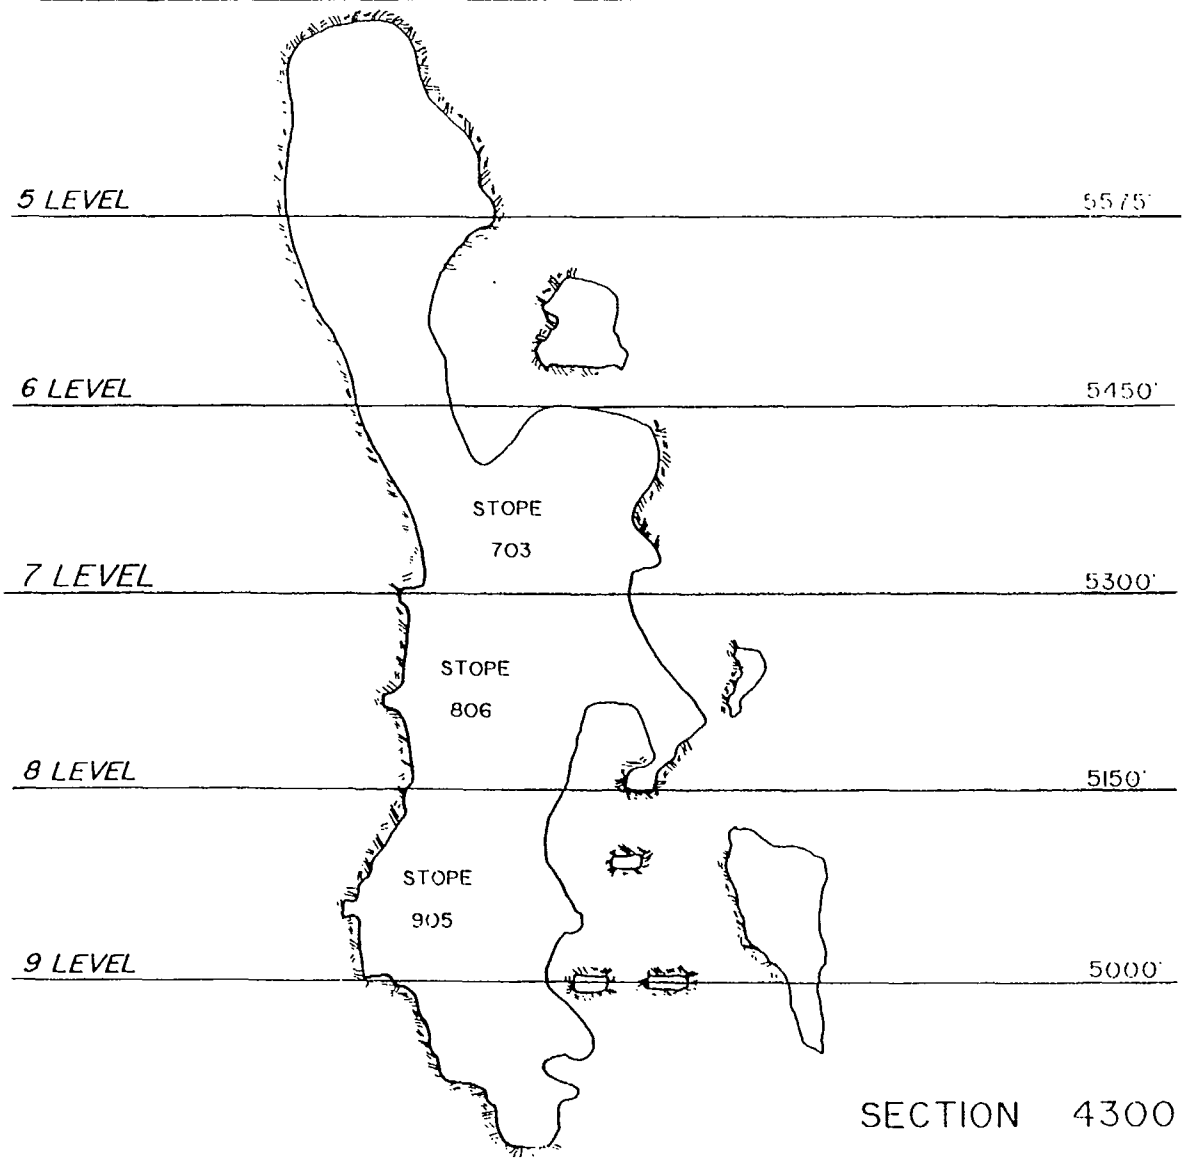 5 LEVEL 5575'
6 LEVEL 5450'
STOPE
703
7 LEVEL 5300'
STOPE
806
8 LEVEL 5150'
STOPE
905
9 LEVEL 5000'
SECTION 4300